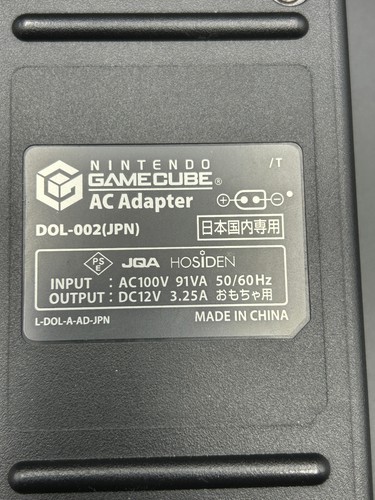 NINTENDO /T
GAMECUBE®
AC Adapter
DOL-002(JPN) 日本国内専用
PSE JQA HOSIDEN
INPUT : AC100V 91VA 50/60Hz
OUTPUT : DC12V 3.25A おもちゃ用
L-DOL-A-AD-JPN MADE IN CHINA